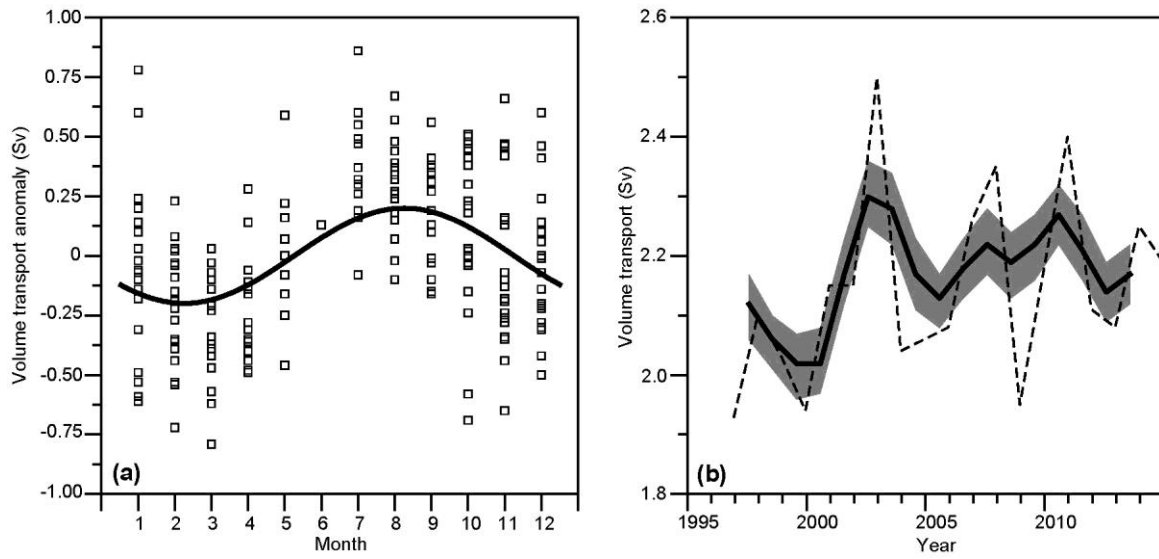 Volume transport anomaly (Sv)
1.00
0.75
0.50
0.25
0
-0.25
-0.50
-0.75
-1.00
(a)
1 2 3 4 5 6 7 8 9 10 11 12
Month
Volume transport (Sv)
2.6
2.4
2.2
2.0
1.8
(b)
1995 2000 2005 2010
Year